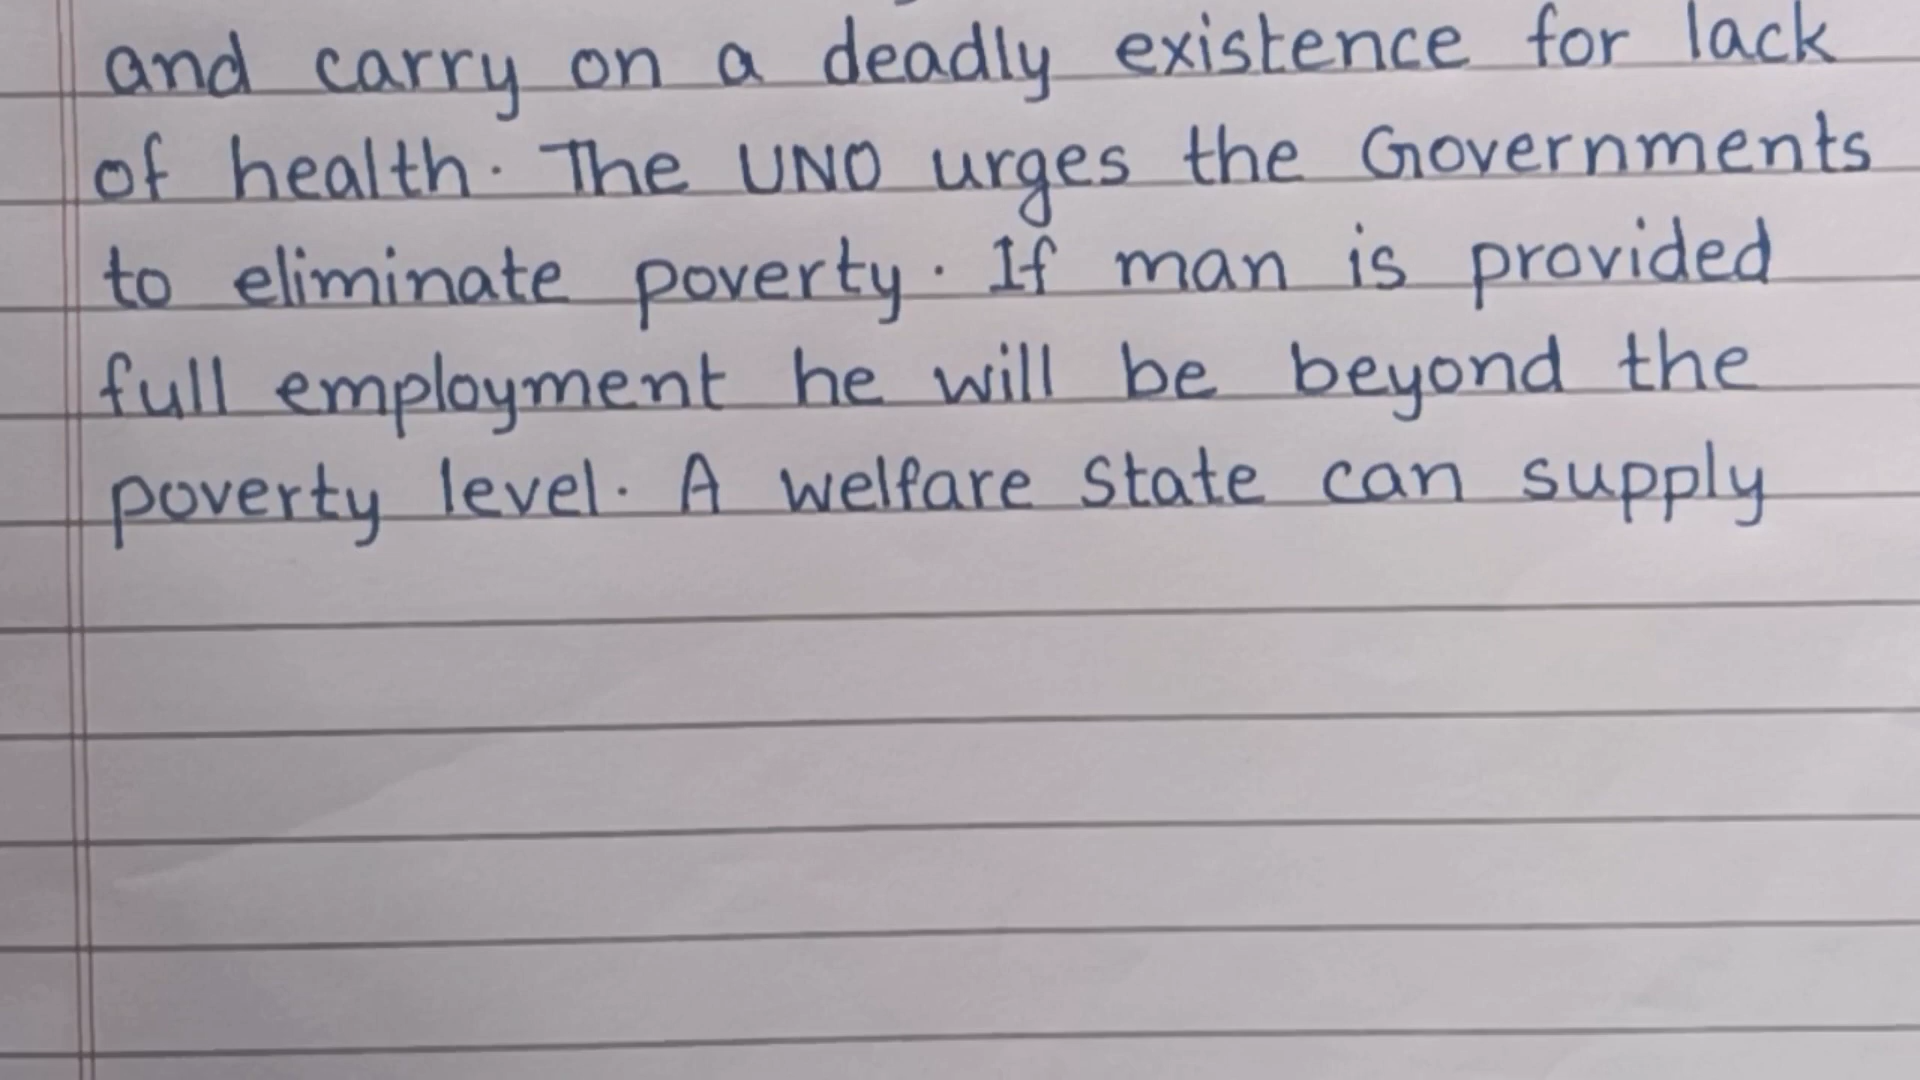 and carry on a deadly existence for lack
of health. The UNO urges the Governments
to eliminate poverty. If man is provided
full employment he will be beyond the
poverty level. A welfare State can supply